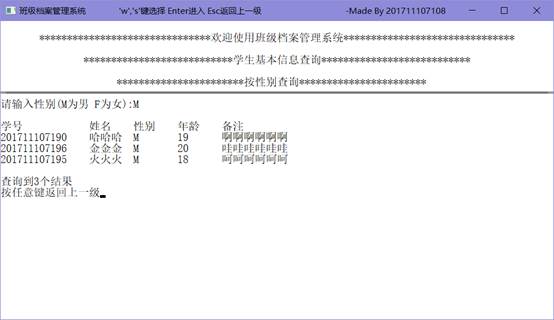 班级档案管理系统 'w','s'键选择 Enter进入 Esc返回上一级 -Made By 201711107108
*******************************欢迎使用班级档案管理系统*******************************
***************************学生基本信息查询***************************
***********************按性别查询***********************
请输入性别(M为男 F为女):M
学号 姓名 性别 年龄 备注
201711107190 哈哈哈 M 19 啊啊啊啊啊啊
201711107196 金金金 M 20 哇哇哇哇哇哇
201711107195 火火火 M 18 呵呵呵呵呵呵
查询到3个结果
按任意键返回上一级